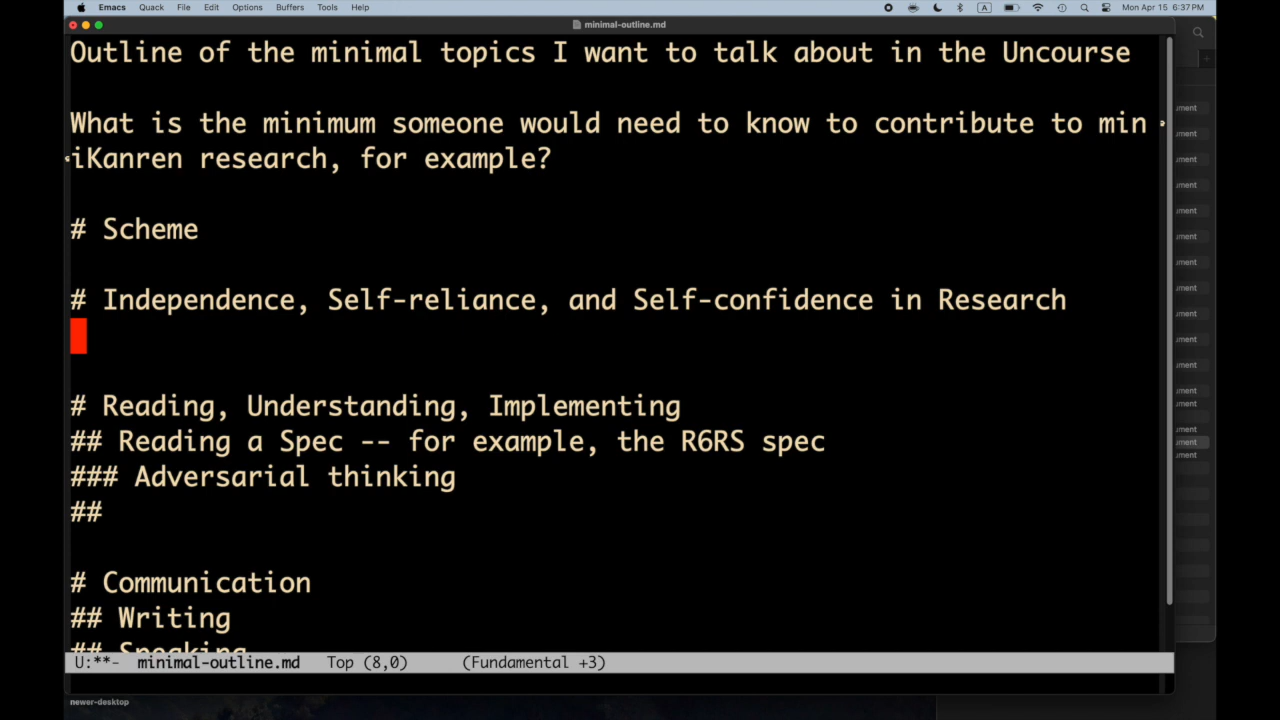 Emacs Quack File Edit Options Buffers Tools Help A Mon Apr 15 6:37 PM
minimal-outline.md
Outline of the minimal topics I want to talk about in the Uncourse
What is the minimum someone would need to know to contribute to min
iKanren research, for example?
# Scheme
# Independence, Self-reliance, and Self-confidence in Research
# Reading, Understanding, Implementing
## Reading a Spec -- for example, the R6RS spec
### Adversarial thinking
##
# Communication
## Writing
## Speaking
U:**- minimal-outline.md Top (8,0) (Fundamental +3)
newer-desktop